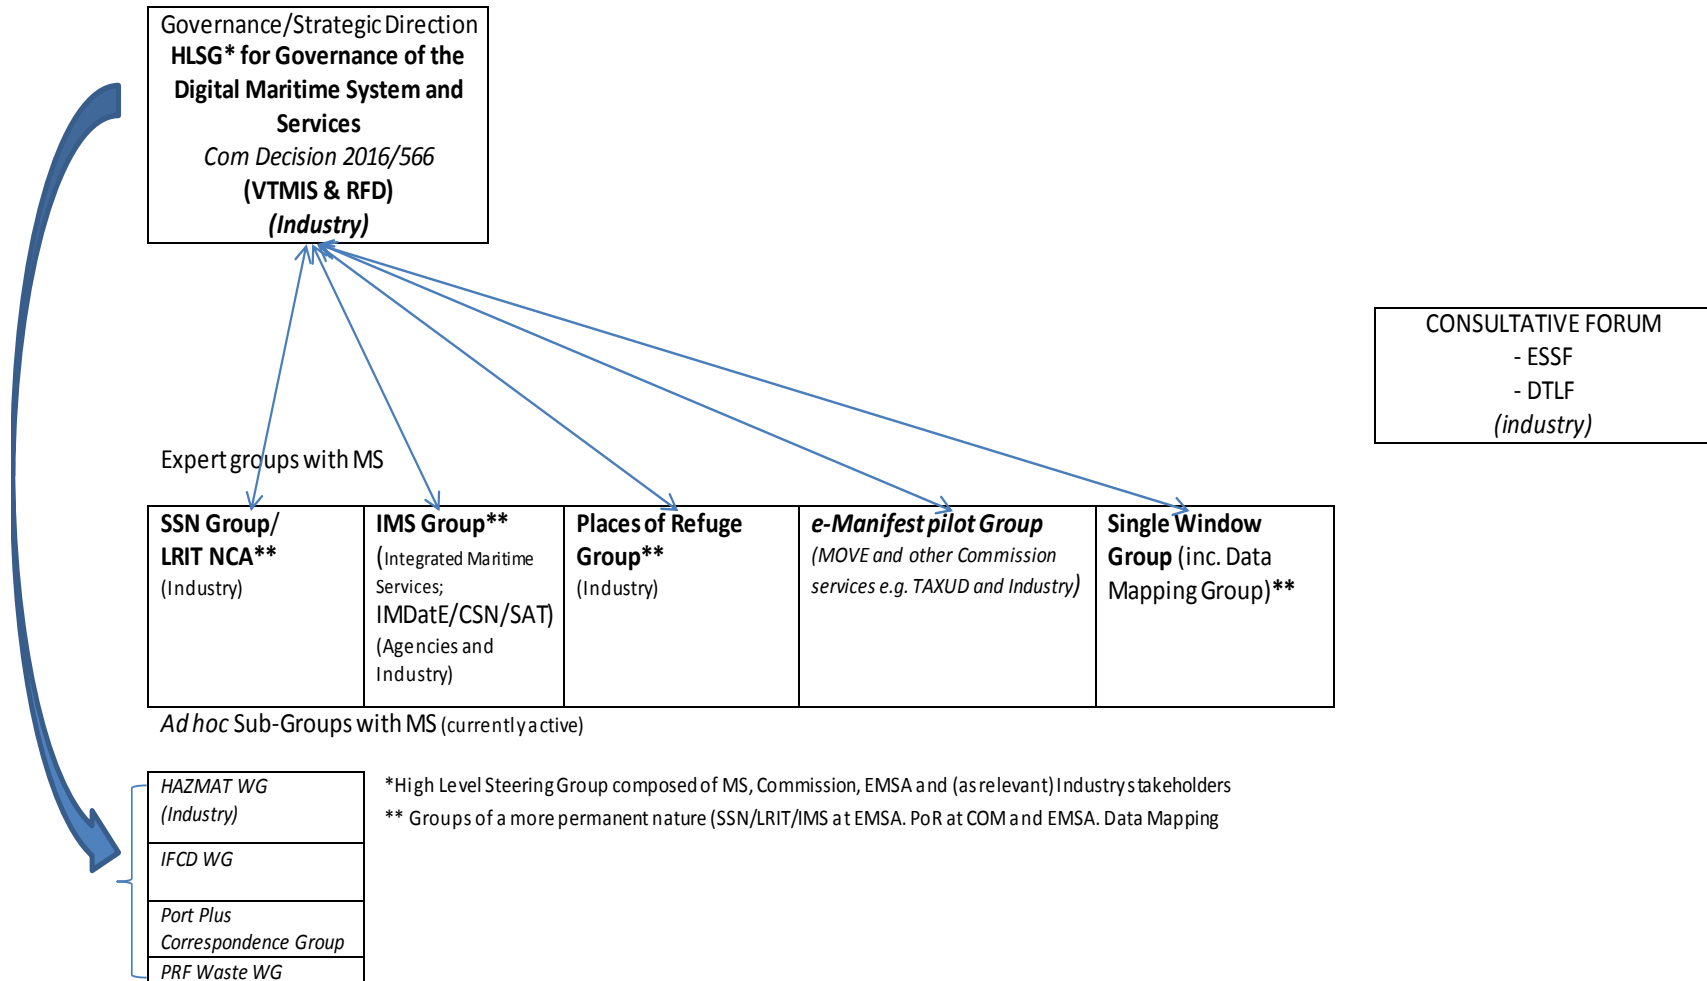 Governance/Strategic Direction
HLSG* for Governance of the
Digital Maritime System and
Services
Com Decision 2016/566
(VTMIS & RFD)
(Industry)
CONSULTATIVE FORUM
- ESSF
- DTLF
(industry)
Expert groups with MS
SSN Group/
LRIT NCA**
(Industry)
IMS Group**
(Integrated Maritime
Services;
IMDatE/CSN/SAT)
(Agencies and
Industry)
Places of Refuge
Group**
(Industry)
e-Manifest pilot Group
(MOVE and other Commission
services e.g. TAXUD and Industry)
Single Window
Group (inc. Data
Mapping Group)**
Ad hoc Sub-Groups with MS (currently active)
HAZMAT WG
(Industry)
IFCD WG
Port Plus
Correspondence Group
PRF Waste WG
*High Level Steering Group composed of MS, Commission, EMSA and (as relevant) Industry stakeholders
** Groups of a more permanent nature (SSN/LRIT/IMS at EMSA. PoR at COM and EMSA. Data Mapping